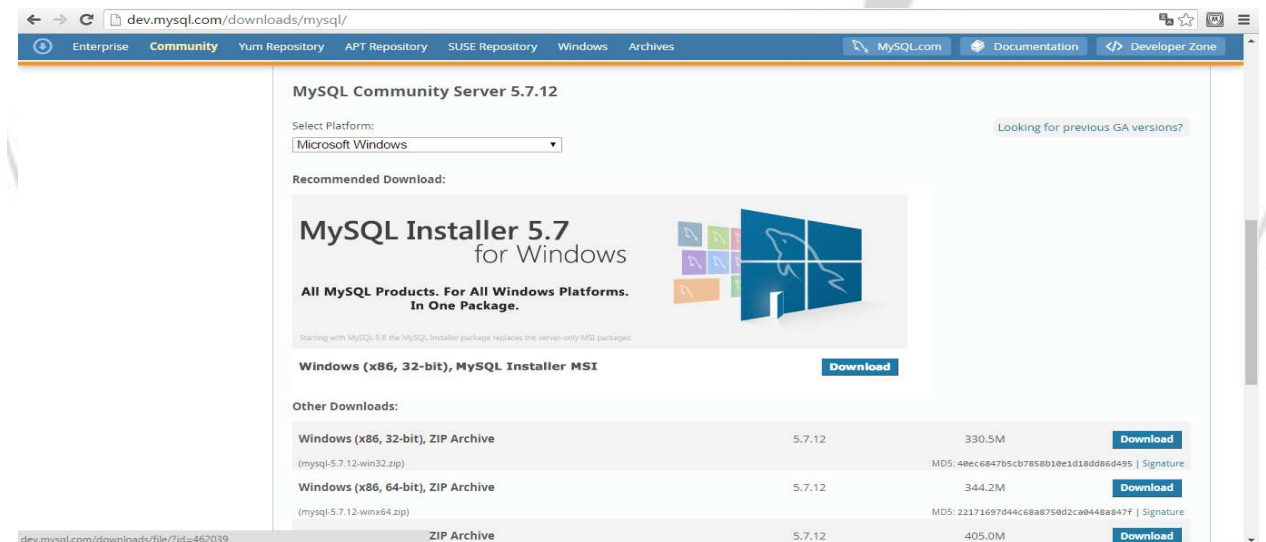 dev.mysql.com/downloads/mysql/
Enterprise Community Yum Repository APT Repository SUSE Repository Windows Archives MySQL.com Documentation </> Developer Zone
MySQL Community Server 5.7.12
Select Platform:
Looking for previous GA versions?
Microsoft Windows
Recommended Download:
MySQL Installer 5.7
for Windows
All MySQL Products. For All Windows Platforms.
In One Package.
Starting with MySQL 5.6 the MySQL Installer package replaces the server-only MSI packages.
Windows (x86, 32-bit), MySQL Installer MSI Download
Other Downloads:
Windows (x86, 32-bit), ZIP Archive 5.7.12 330.5M Download
(mysql-5.7.12-win32.zip) MD5: 40ec6847b5cb7858b10e1d18dd86d495 | Signature
Windows (x86, 64-bit), ZIP Archive 5.7.12 344.2M Download
(mysql-5.7.12-winx64.zip) MD5: 22171697d44c68a8750d2ca0448a847f | Signature
ZIP Archive 5.7.12 405.0M Download
dev.mysql.com/downloads/file/?id=462039